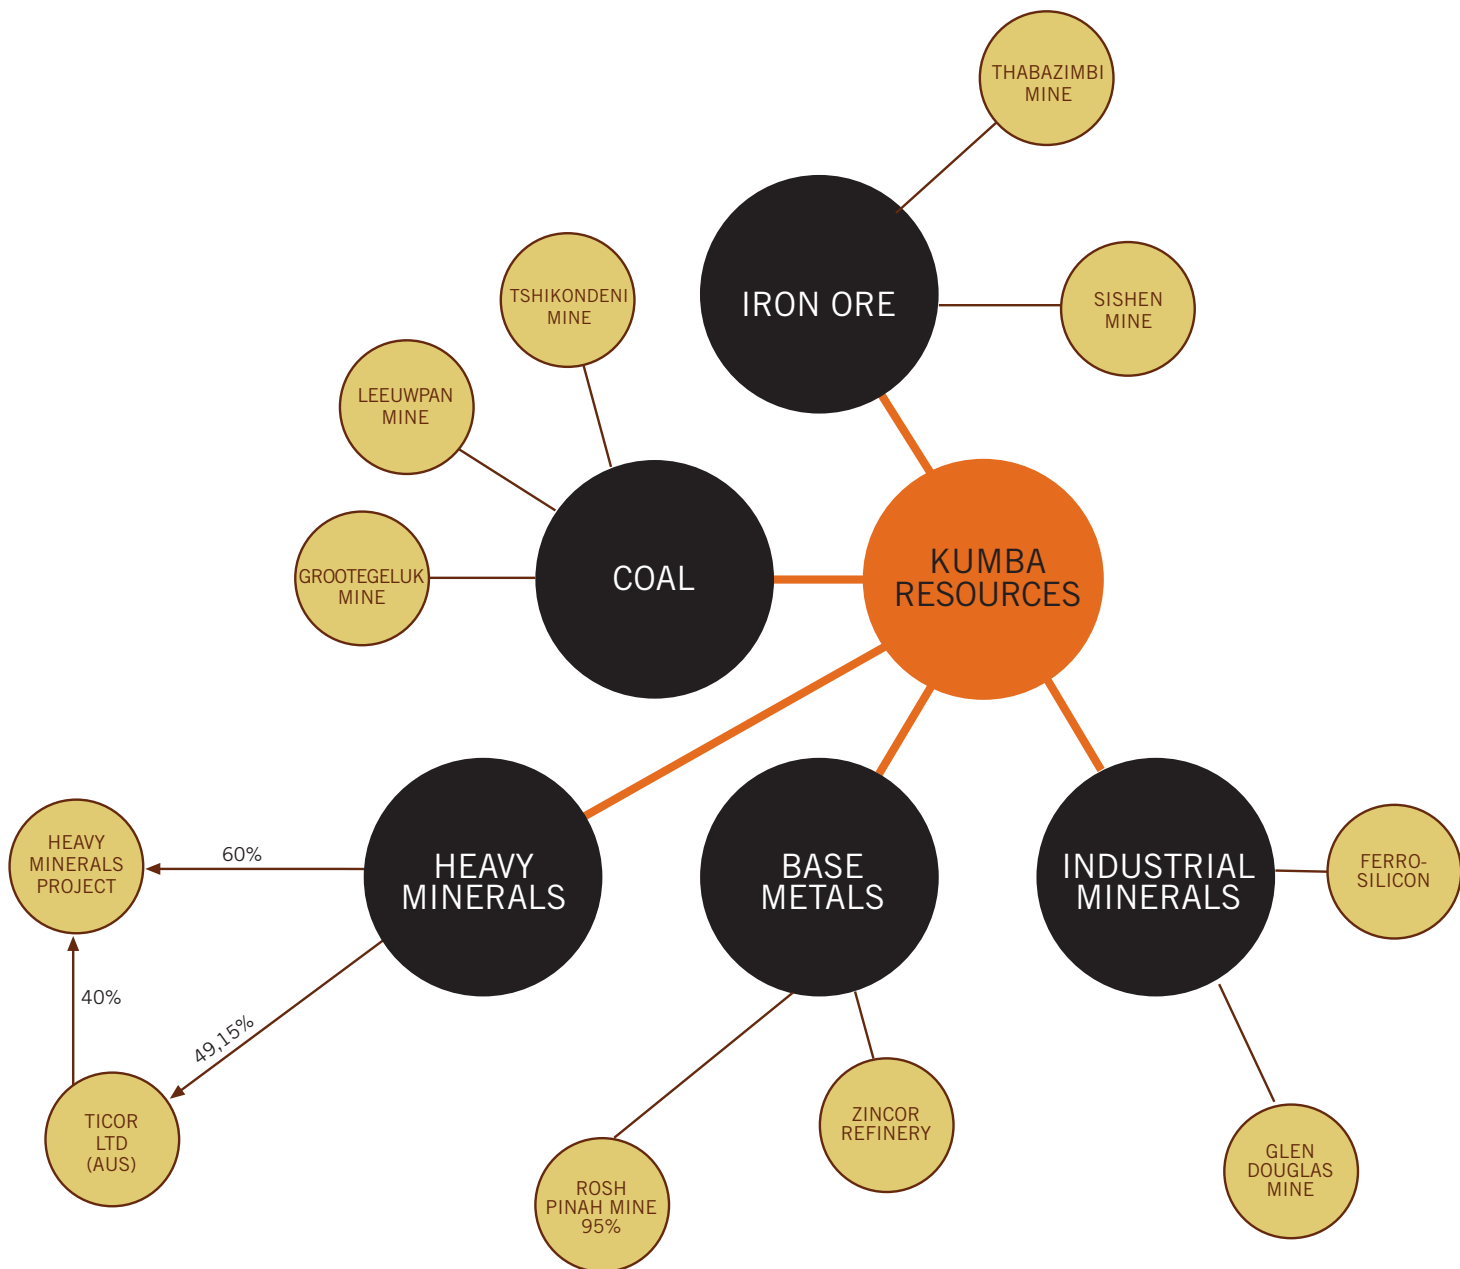 THABAZIMBI
MINE
TSHIKONDENI
MINE
IRON ORE
SISHEN
MINE
LEEUWPAN
MINE
GROOTEGELUK
MINE
COAL
KUMBA
RESOURCES
HEAVY
MINERALS
PROJECT
60%
HEAVY
MINERALS
BASE
METALS
INDUSTRIAL
MINERALS
FERRO-
SILICON
40%
49,15%
TICOR
LTD
(AUS)
ROSH
PINAH MINE
95%
ZINCOR
REFINERY
GLEN
DOUGLAS
MINE